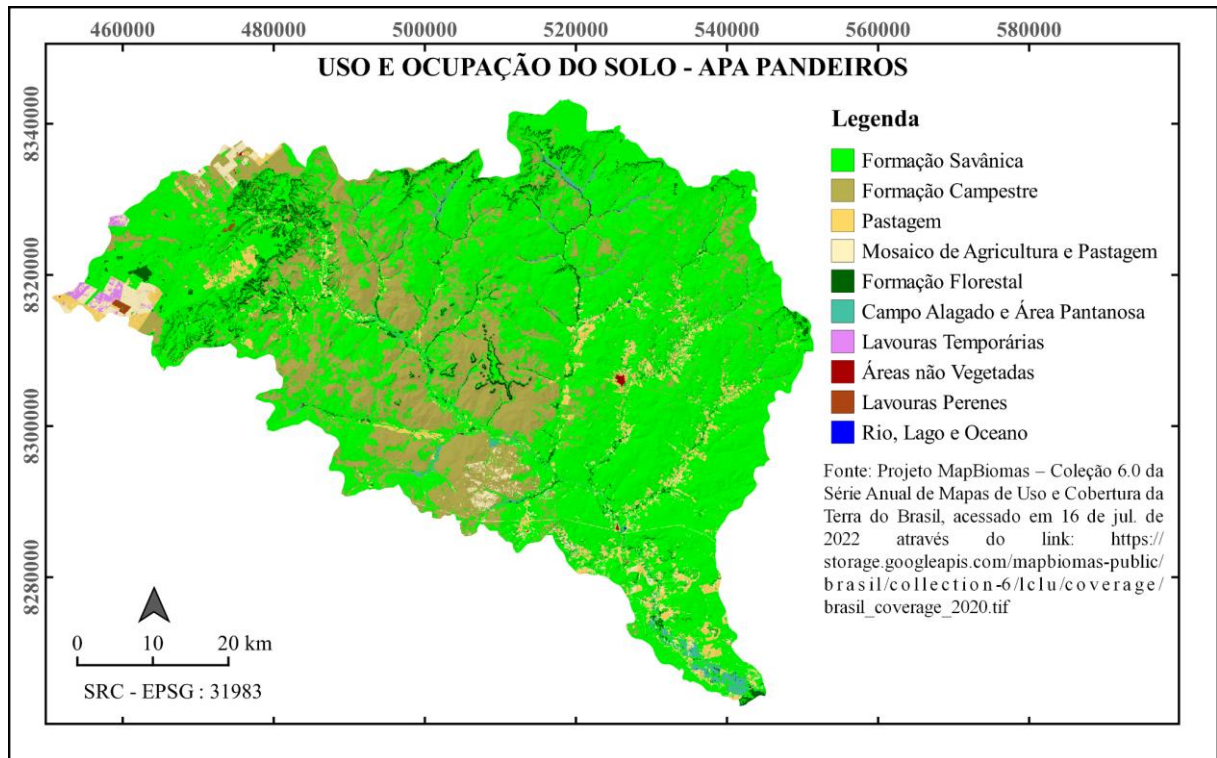 460000 480000 500000 520000 540000 560000 580000
USO E OCUPAÇÃO DO SOLO - APA PANDEIROS
8340000
8320000
8300000
8280000
Legenda
Formação Savânica
Formação Campestre
Pastagem
Mosaico de Agricultura e Pastagem
Formação Florestal
Campo Alagado e Área Pantanosa
Lavouras Temporárias
Áreas não Vegetadas
Lavouras Perenes
Rio, Lago e Oceano
Fonte: Projeto MapBiomas – Coleção 6.0 da
Série Anual de Mapas de Uso e Cobertura da
Terra do Brasil, acessado em 16 de jul. de
2022 através do link: https://
storage.googleapis.com/mapbiomas-public/
brasil/collection-6/lclu/coverage/
brasil_coverage_2020.tif
0 10 20 km
SRC - EPSG : 31983